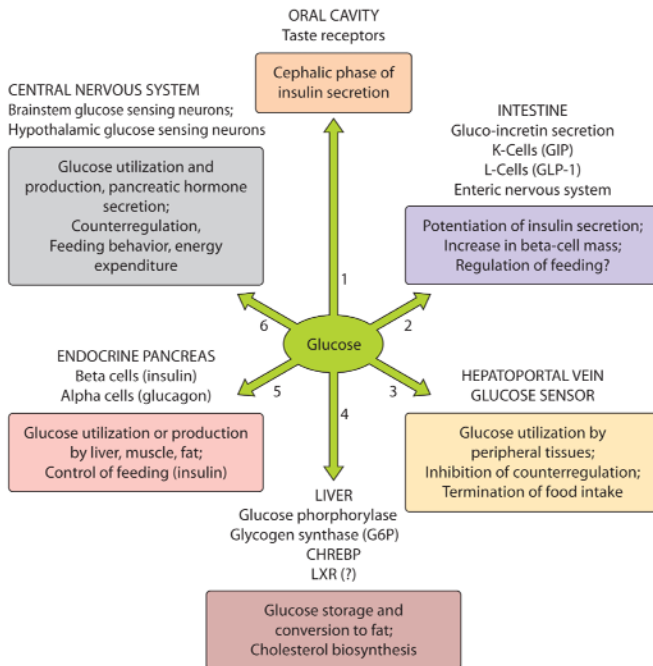 ORAL CAVITY
Taste receptors
Cephalic phase of
insulin secretion
CENTRAL NERVOUS SYSTEM
Brainstem glucose sensing neurons;
Hypothalamic glucose sensing neurons
Glucose utilization and
production, pancreatic hormone
secretion;
Counterregulation,
Feeding behavior, energy
expenditure
INTESTINE
Gluco-incretin secretion
K-Cells (GIP)
L-Cells (GLP-1)
Enteric nervous system
Potentiation of insulin secretion;
Increase in beta-cell mass;
Regulation of feeding?
1
6
2
Glucose
5
3
4
ENDOCRINE PANCREAS
Beta cells (insulin)
Alpha cells (glucagon)
Glucose utilization or production
by liver, muscle, fat;
Control of feeding (insulin)
HEPATOPORTAL VEIN
GLUCOSE SENSOR
Glucose utilization by
peripheral tissues;
Inhibition of counterregulation;
Termination of food intake
LIVER
Glucose phorphorylase
Glycogen synthase (G6P)
CHREBP
LXR (?)
Glucose storage and
conversion to fat;
Cholesterol biosynthesis